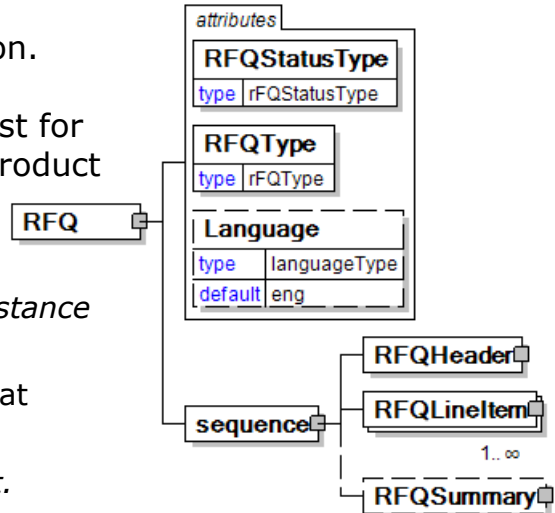 attributes
on.
RFQStatusType
type rFQStatusType
st for
roduct
RFQType
type rFQType
RFQ
Language
type languageType
default eng
stance
RFQHeader
at
RFQLineItem
sequence
1.. ∞
t.
RFQSummary